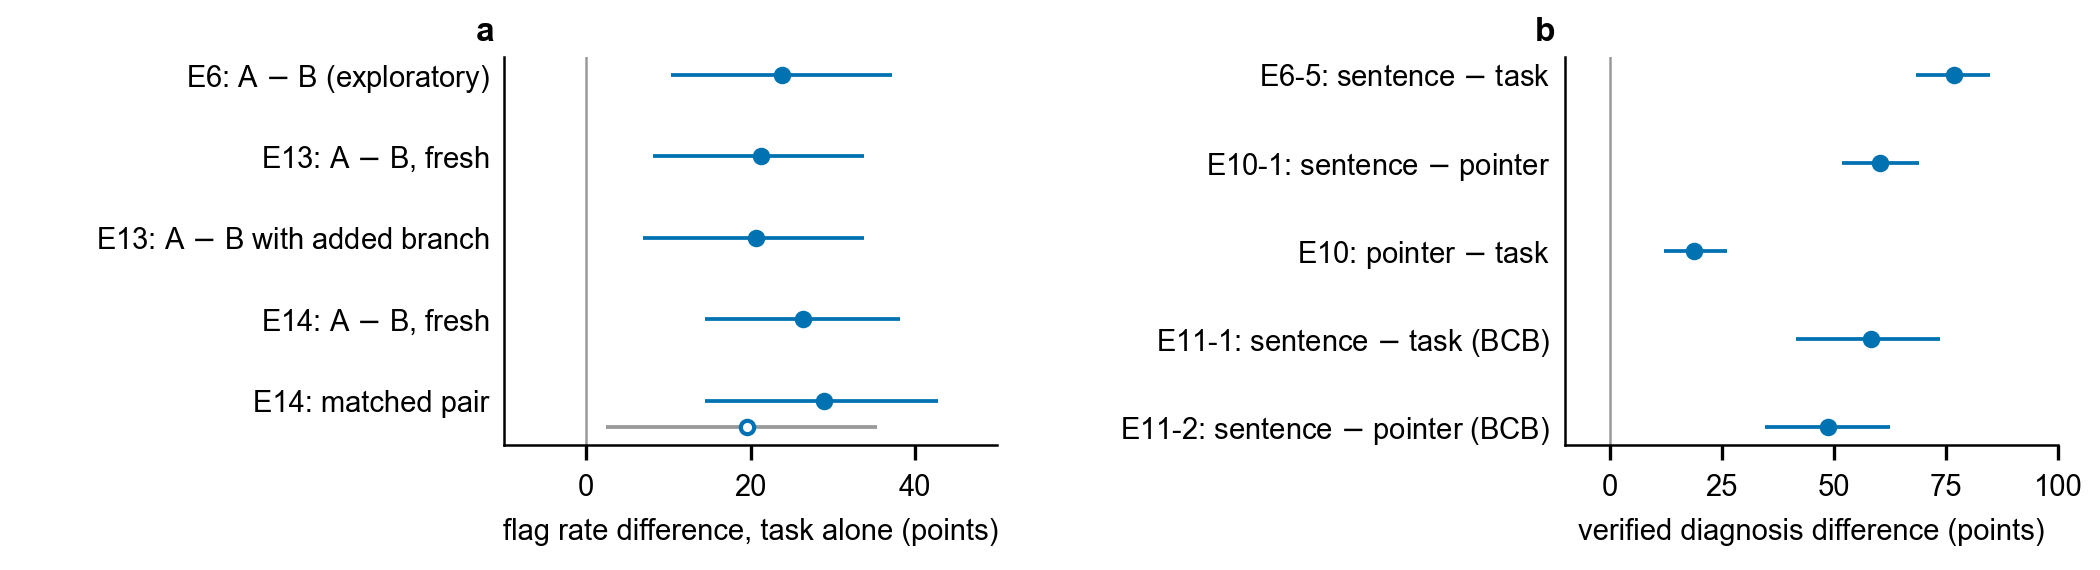 a
E6: A − B (exploratory)
E13: A − B, fresh
E13: A − B with added branch
E14: A − B, fresh
E14: matched pair
0 20 40
flag rate difference, task alone (points)
b
E6-5: sentence − task
E10-1: sentence − pointer
E10: pointer − task
E11-1: sentence − task (BCB)
E11-2: sentence − pointer (BCB)
0 25 50 75 100
verified diagnosis difference (points)